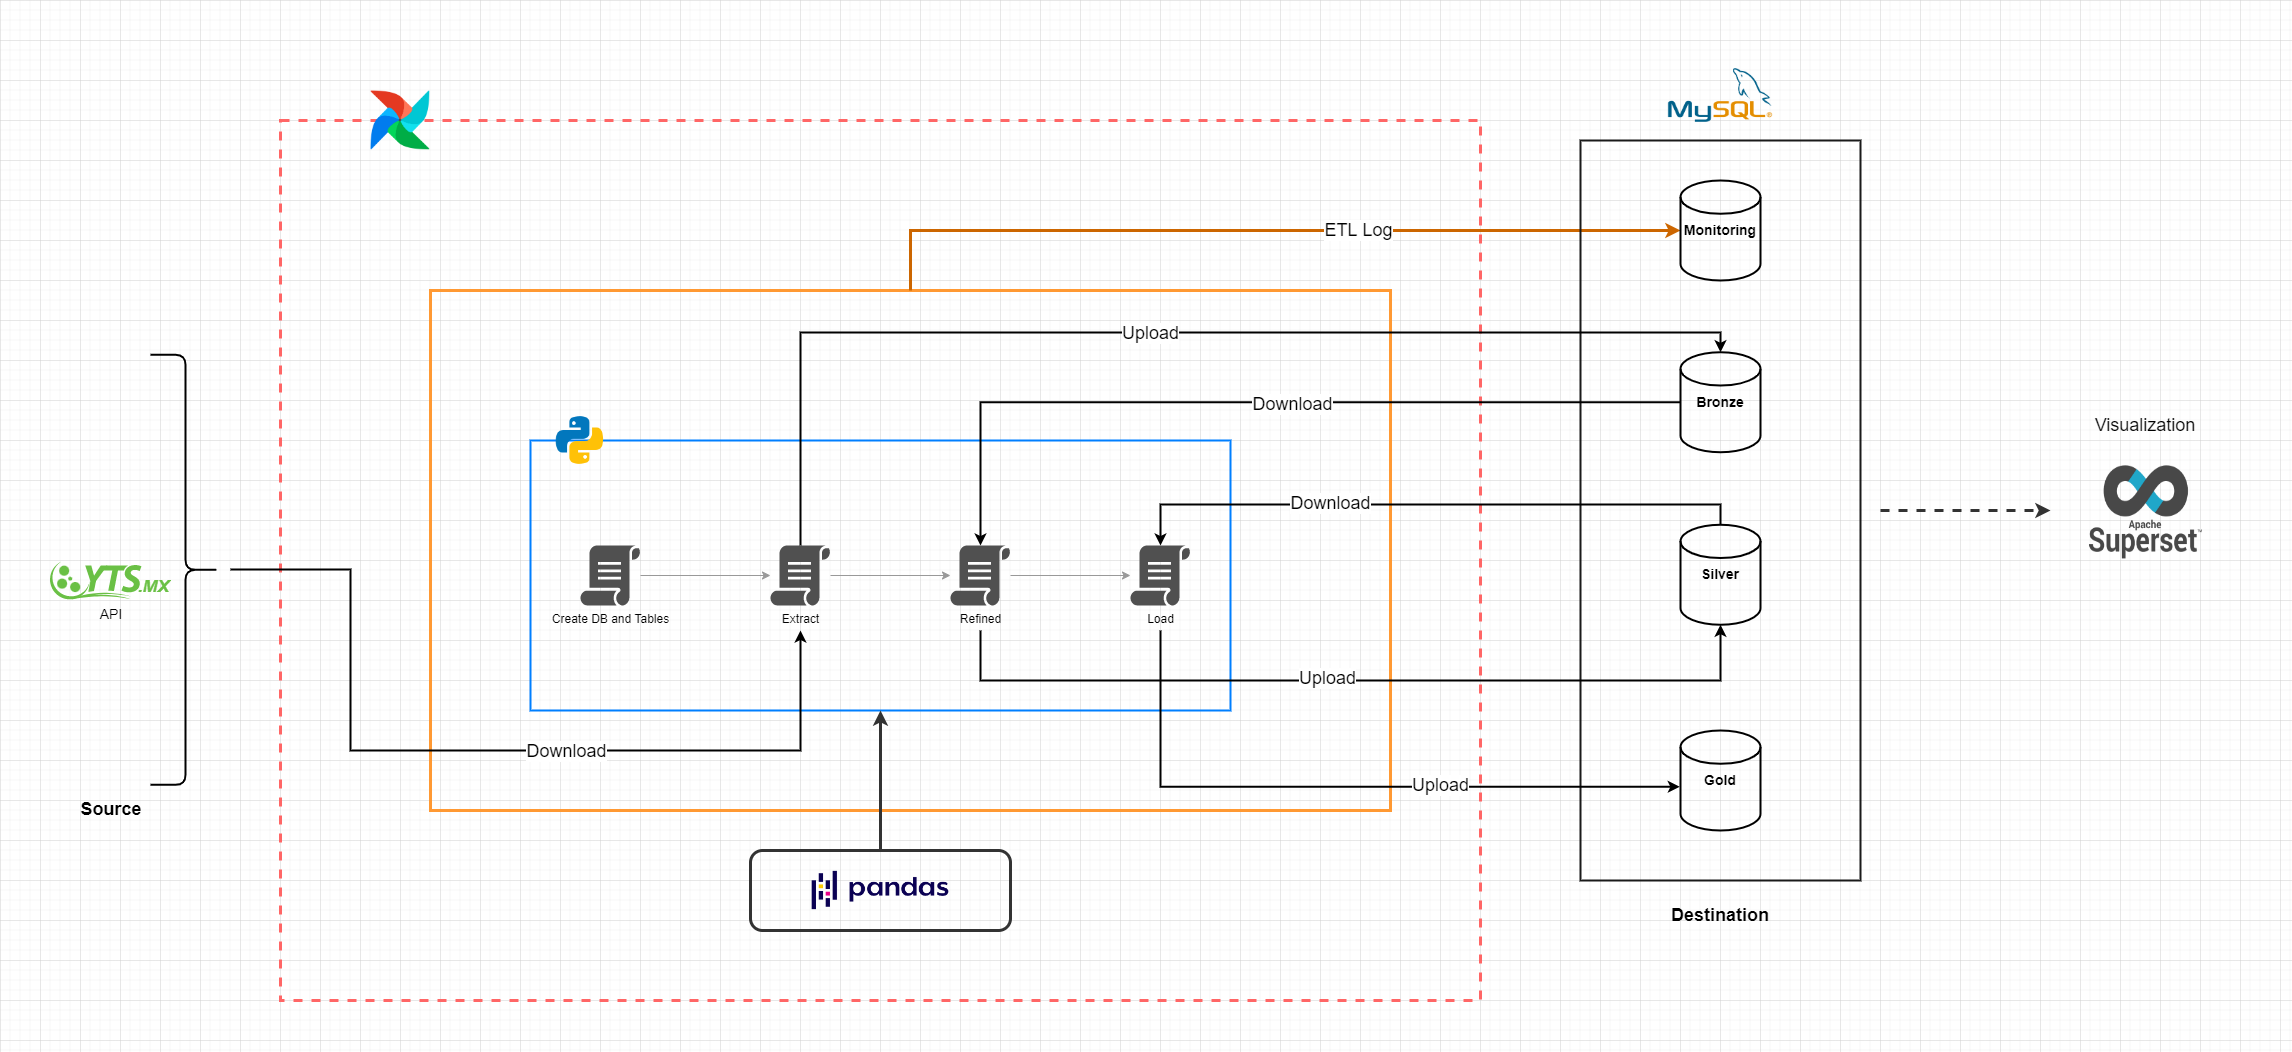 MySQL
Monitoring
ETL Log
Upload
Bronze
Download
Visualization
Download
Apache
Superset
Silver
YTS.MX
API
Create DB and Tables
Extract
Refined
Load
Upload
Download
Gold
Upload
Source
pandas
Destination